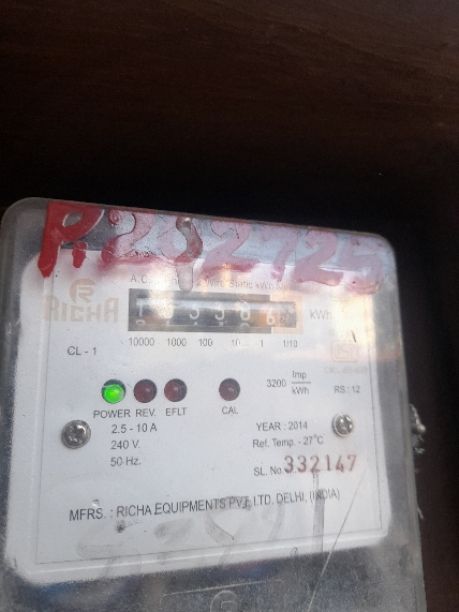 P.292125
RICHA
kWh
CL - 1
10000 1000 100 10 1 1/10
3200 Imp/kWh
RS : 12
POWER REV. EFLT CAL
2.5 - 10 A
240 V.
50 Hz.
YEAR : 2014
Ref. Temp. - 27°C
SL. No. 332147
MFRS. : RICHA EQUIPMENTS PVT. LTD. DELHI. (INDIA)